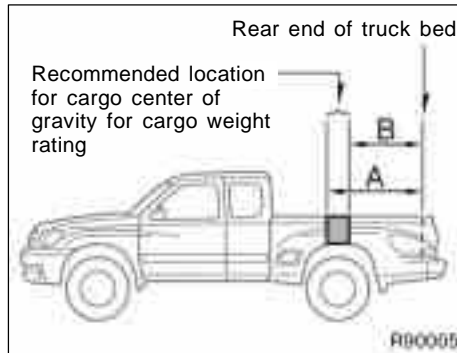 Rear end of truck bed
Recommended location
for cargo center of
gravity for cargo weight
rating
B
A
R90005